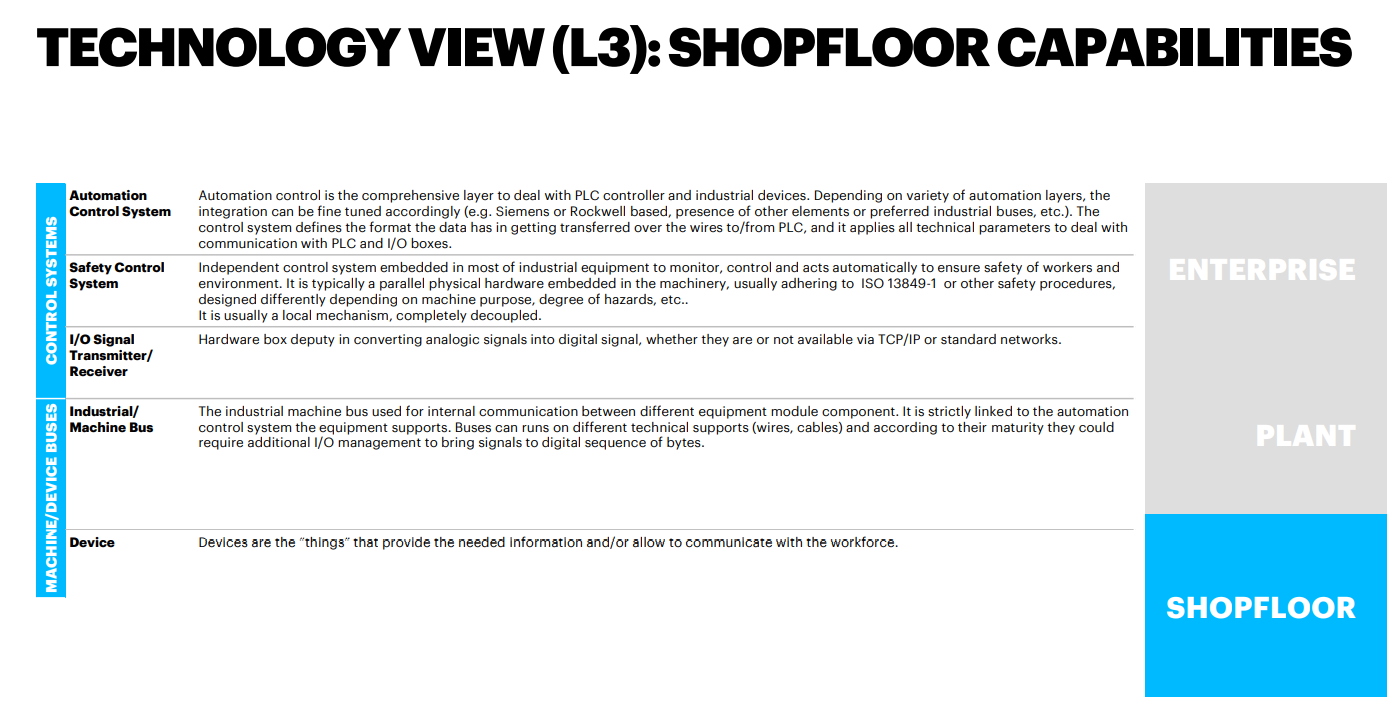 TECHNOLOGY VIEW (L3): SHOPFLOOR CAPABILITIES
CONTROL SYSTEMS
Automation
Control System
Automation control is the comprehensive layer to deal with PLC controller and industrial devices. Depending on variety of automation layers, the
integration can be fine tuned accordingly (e.g. Siemens or Rockwell based, presence of other elements or preferred industrial buses, etc.). The
control system defines the format the data has in getting transferred over the wires to/from PLC, and it applies all technical parameters to deal with
communication with PLC and I/O boxes.
Safety Control
System
Independent control system embedded in most of industrial equipment to monitor, control and acts automatically to ensure safety of workers and
environment. It is typically a parallel physical hardware embedded in the machinery, usually adhering to ISO 13849-1 or other safety procedures,
designed differently depending on machine purpose, degree of hazards, etc..
It is usually a local mechanism, completely decoupled.
I/O Signal
Transmitter/
Receiver
Hardware box deputy in converting analogic signals into digital signal, whether they are or not available via TCP/IP or standard networks.
MACHINE/DEVICE BUSES
Industrial/
Machine Bus
The industrial machine bus used for internal communication between different equipment module component. It is strictly linked to the automation
control system the equipment supports. Buses can runs on different technical supports (wires, cables) and according to their maturity they could
require additional I/O management to bring signals to digital sequence of bytes.
Device
Devices are the "things" that provide the needed information and/or allow to communicate with the workforce.
ENTERPRISE
PLANT
SHOPFLOOR